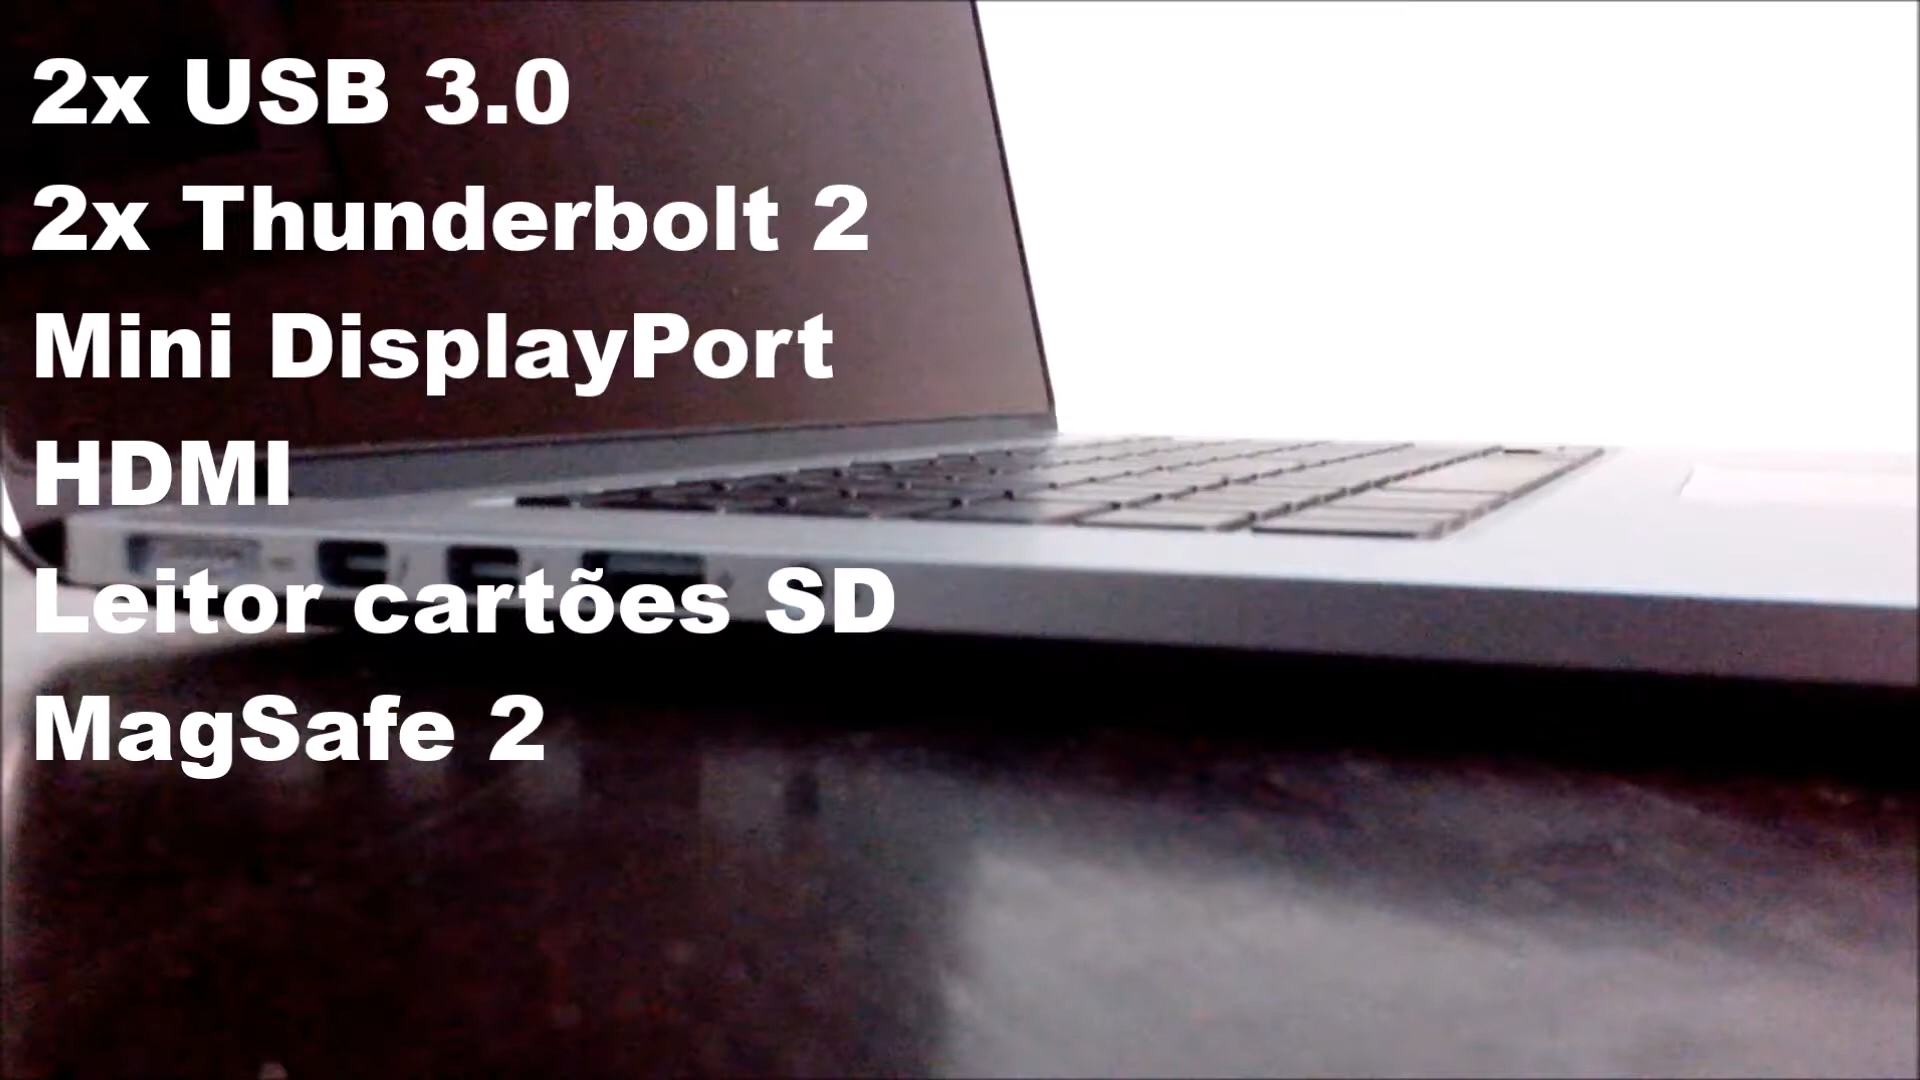 2x USB 3.0
2x Thunderbolt 2
Mini DisplayPort
HDMI
Leitor cartões SD
MagSafe 2